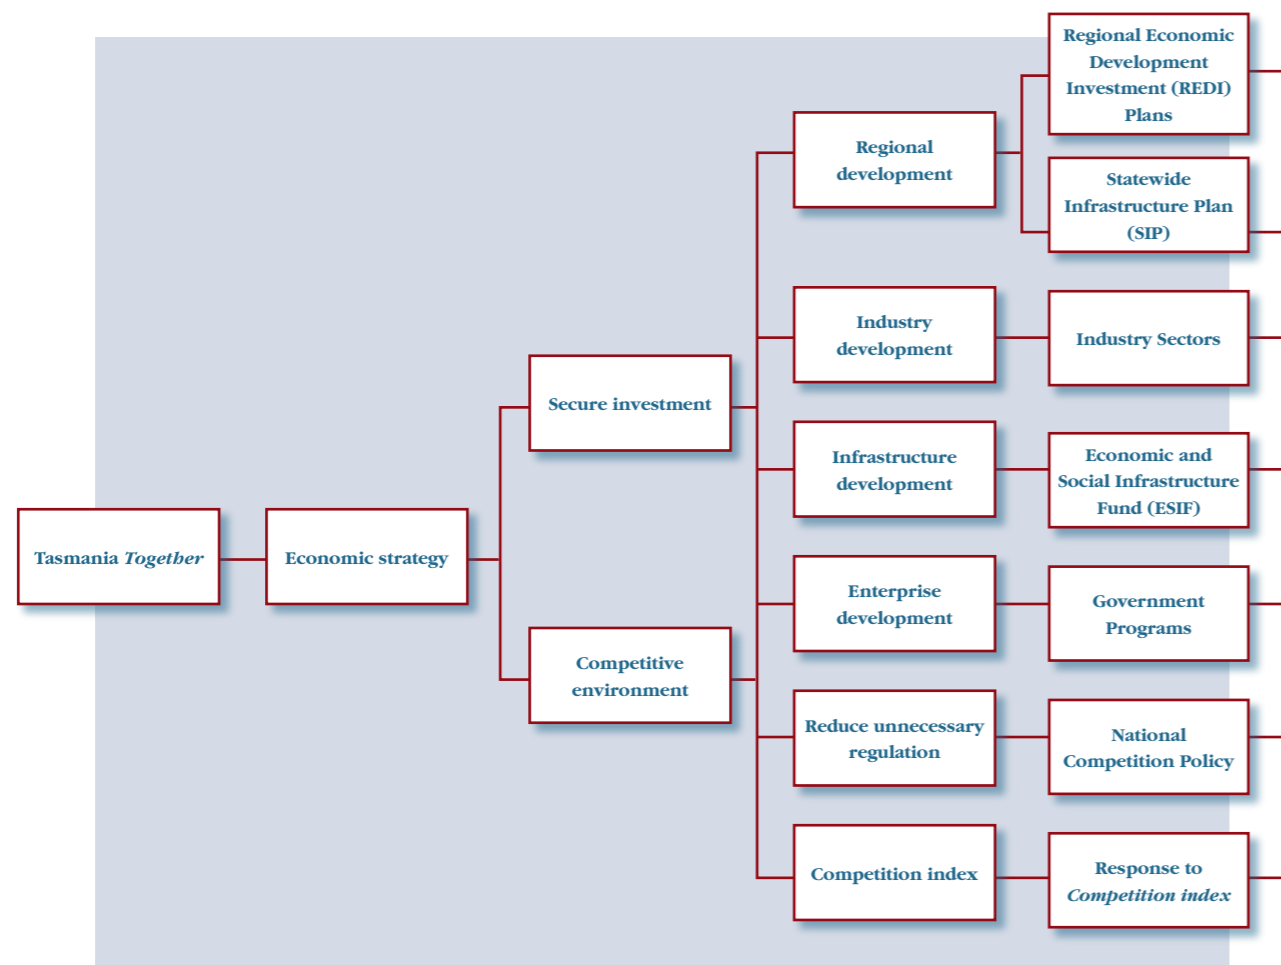 Tasmania Together
Economic strategy
Secure investment
Competitive
environment
Regional
development
Industry
development
Infrastructure
development
Enterprise
development
Reduce unnecessary
regulation
Competition index
Regional Economic
Development
Investment (REDI)
Plans
Statewide
Infrastructure Plan
(SIP)
Industry Sectors
Economic and
Social Infrastructure
Fund (ESIF)
Government
Programs
National
Competition Policy
Response to
Competition index